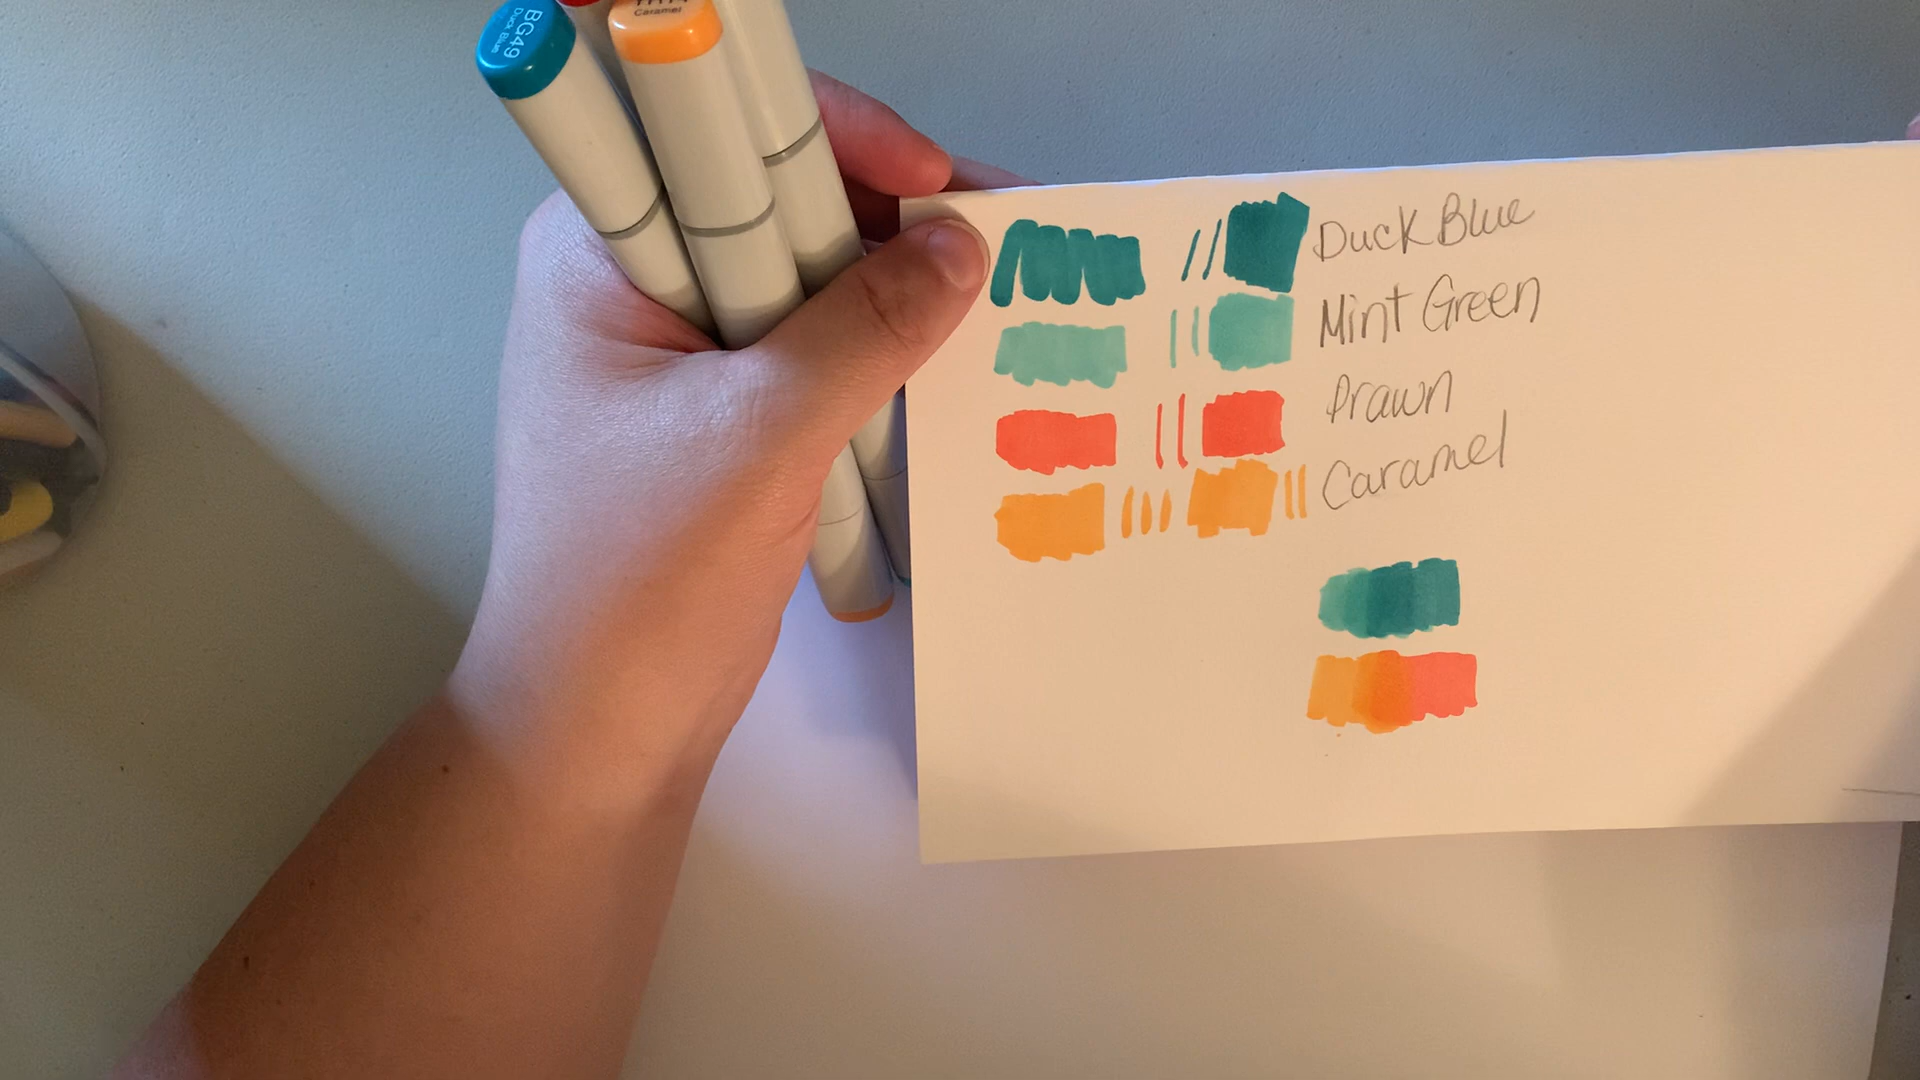 BG49
Duck Blue
Caramel
Duck Blue
Mint Green
Prawn
Caramel